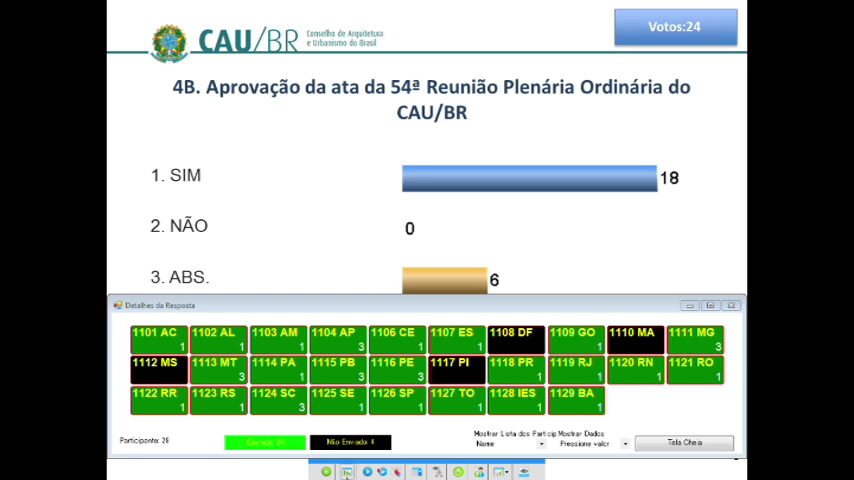 CAU/BR
Conselho de Arquitetura
e Urbanismo do Brasil
Votos:24
4B. Aprovação da ata da 54ª Reunião Plenária Ordinária do
CAU/BR
1. SIM
18
2. NÃO
0
3. ABS.
6
Detalhes da Resposta
1101 AC 1102 AL 1103 AM 1104 AP 1106 CE 1107 ES 1108 DF 1109 GO 1110 MA 1111 MG
1 1 1 3 1 1 1 3
1112 MS 1113 MT 1114 PA 1115 PB 1116 PE 1117 PI 1118 PR 1119 RJ 1120 RN 1121 RO
3 1 3 3 1 1 1 1
1122 RR 1123 RS 1124 SC 1125 SE 1126 SP 1127 TO 1128 IES 1129 BA
1 1 3 1 1 1 1 1
Participante: 28
Não Enviado: 4
Mostrar Lista dos Particip Mostrar Dados
Name
Pressione valor
Tela Cheia